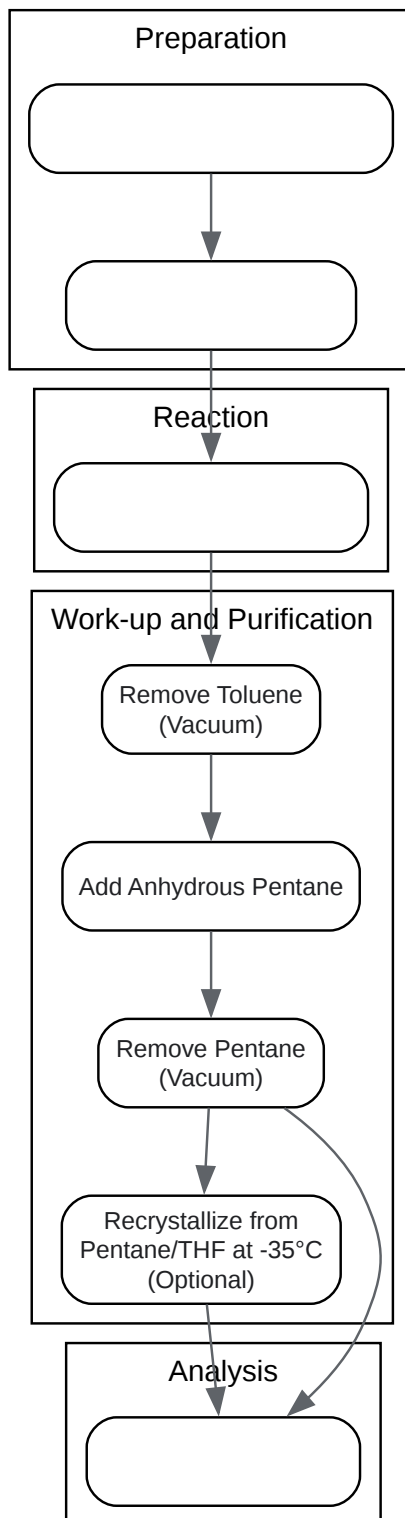 Preparation
Reaction
Work-up and Purification
Remove Toluene
(Vacuum)
Add Anhydrous Pentane
Remove Pentane
(Vacuum)
Recrystallize from
Pentane/THF at -35°C
(Optional)
Analysis